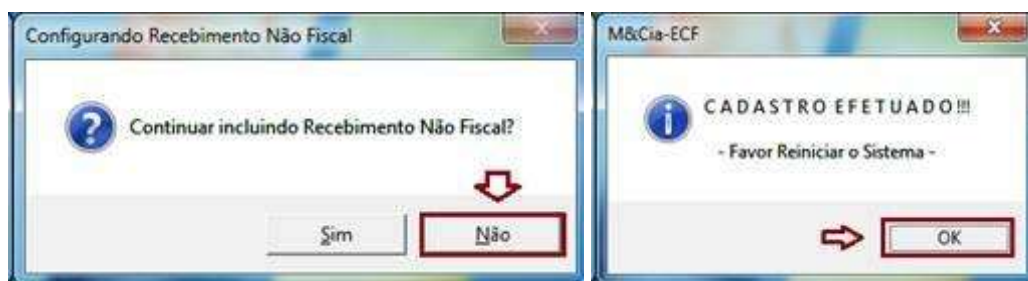 Configurando Recebimento Não Fiscal
Continuar incluindo Recebimento Não Fiscal?
Sim
Não
M&Cia-ECF
CADASTRO EFETUADO!!!
- Favor Reiniciar o Sistema -
OK